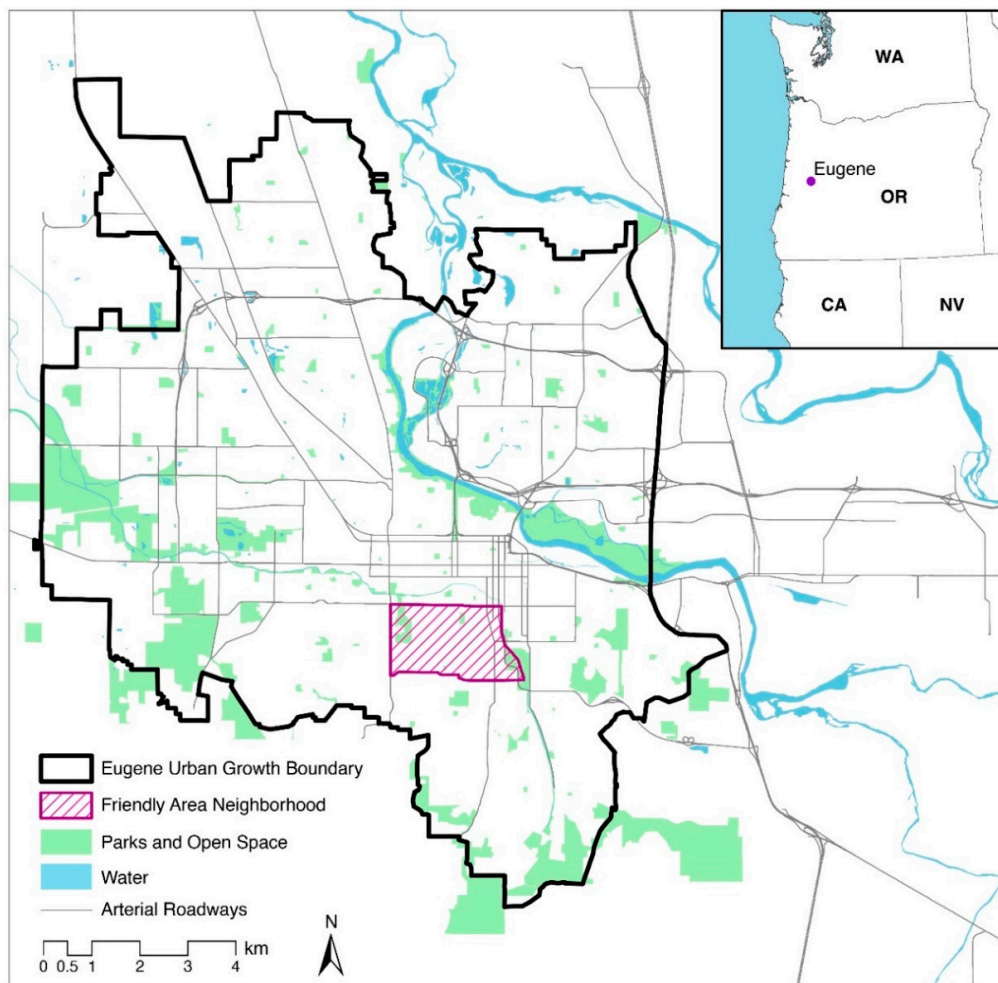 WA
Eugene
OR
CA
NV
Eugene Urban Growth Boundary
Friendly Area Neighborhood
Parks and Open Space
Water
Arterial Roadways
N
km
0 0.5 1 2 3 4